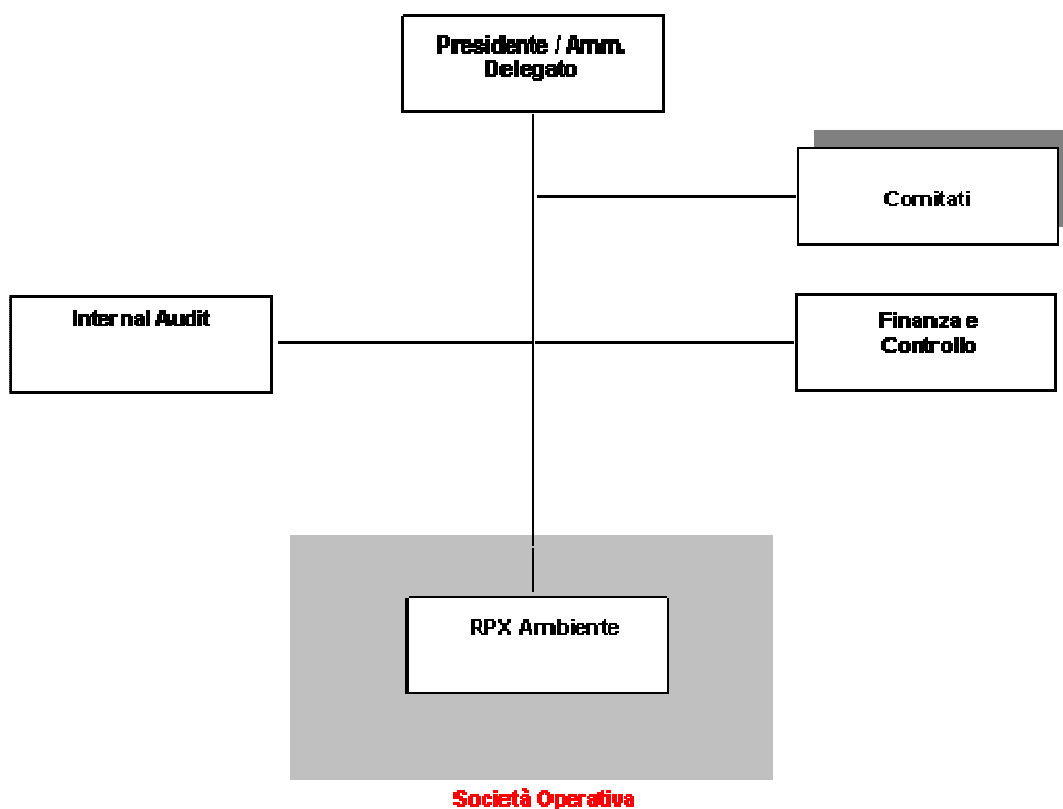 Presidente / Amm.
Delegato
Comitati
Internal Audit
Finanza e
Controllo
RPX Ambiente
Società Operativa